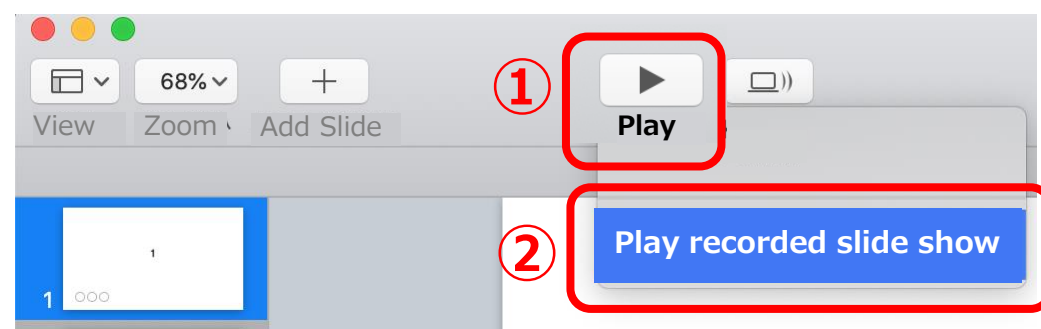 68%
①
View
Zoom
Add Slide
Play
②
Play recorded slide show
1
1